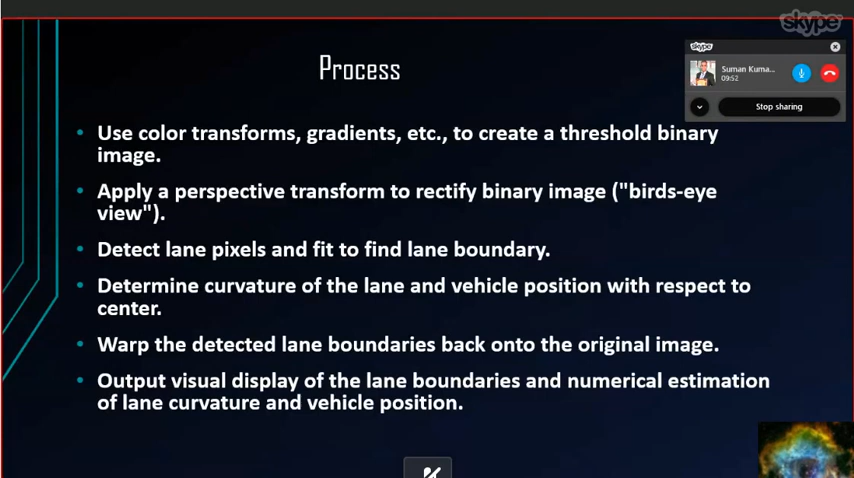 skype
Process
skype
Suman Kuma...
09:52
Stop sharing
• Use color transforms, gradients, etc., to create a threshold binary
image.
• Apply a perspective transform to rectify binary image ("birds-eye
view").
• Detect lane pixels and fit to find lane boundary.
• Determine curvature of the lane and vehicle position with respect to
center.
• Warp the detected lane boundaries back onto the original image.
• Output visual display of the lane boundaries and numerical estimation
of lane curvature and vehicle position.